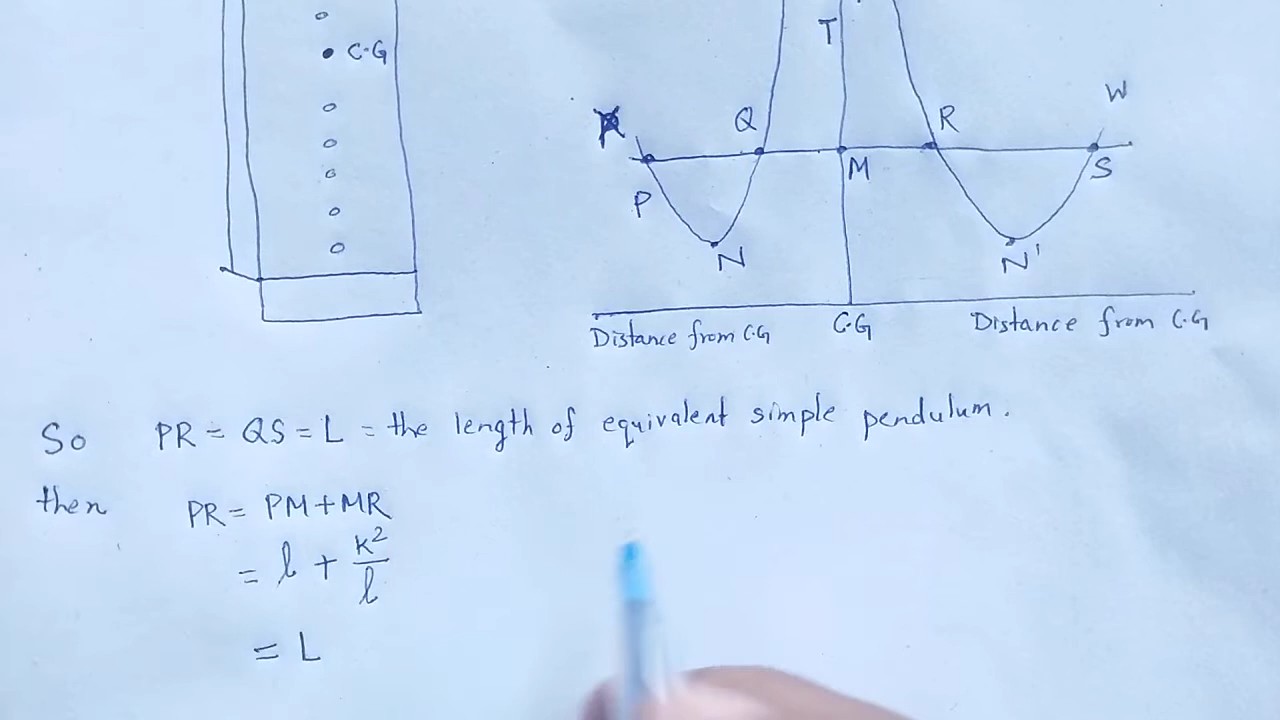 C.G
T
W
Q
R
M
S
P
N
N'
Distance from C.G
C.G
Distance from C.G
So PR = QS = L = the length of equivalent simple pendulum.
then PR = PM + MR
= l + k²/l
= L